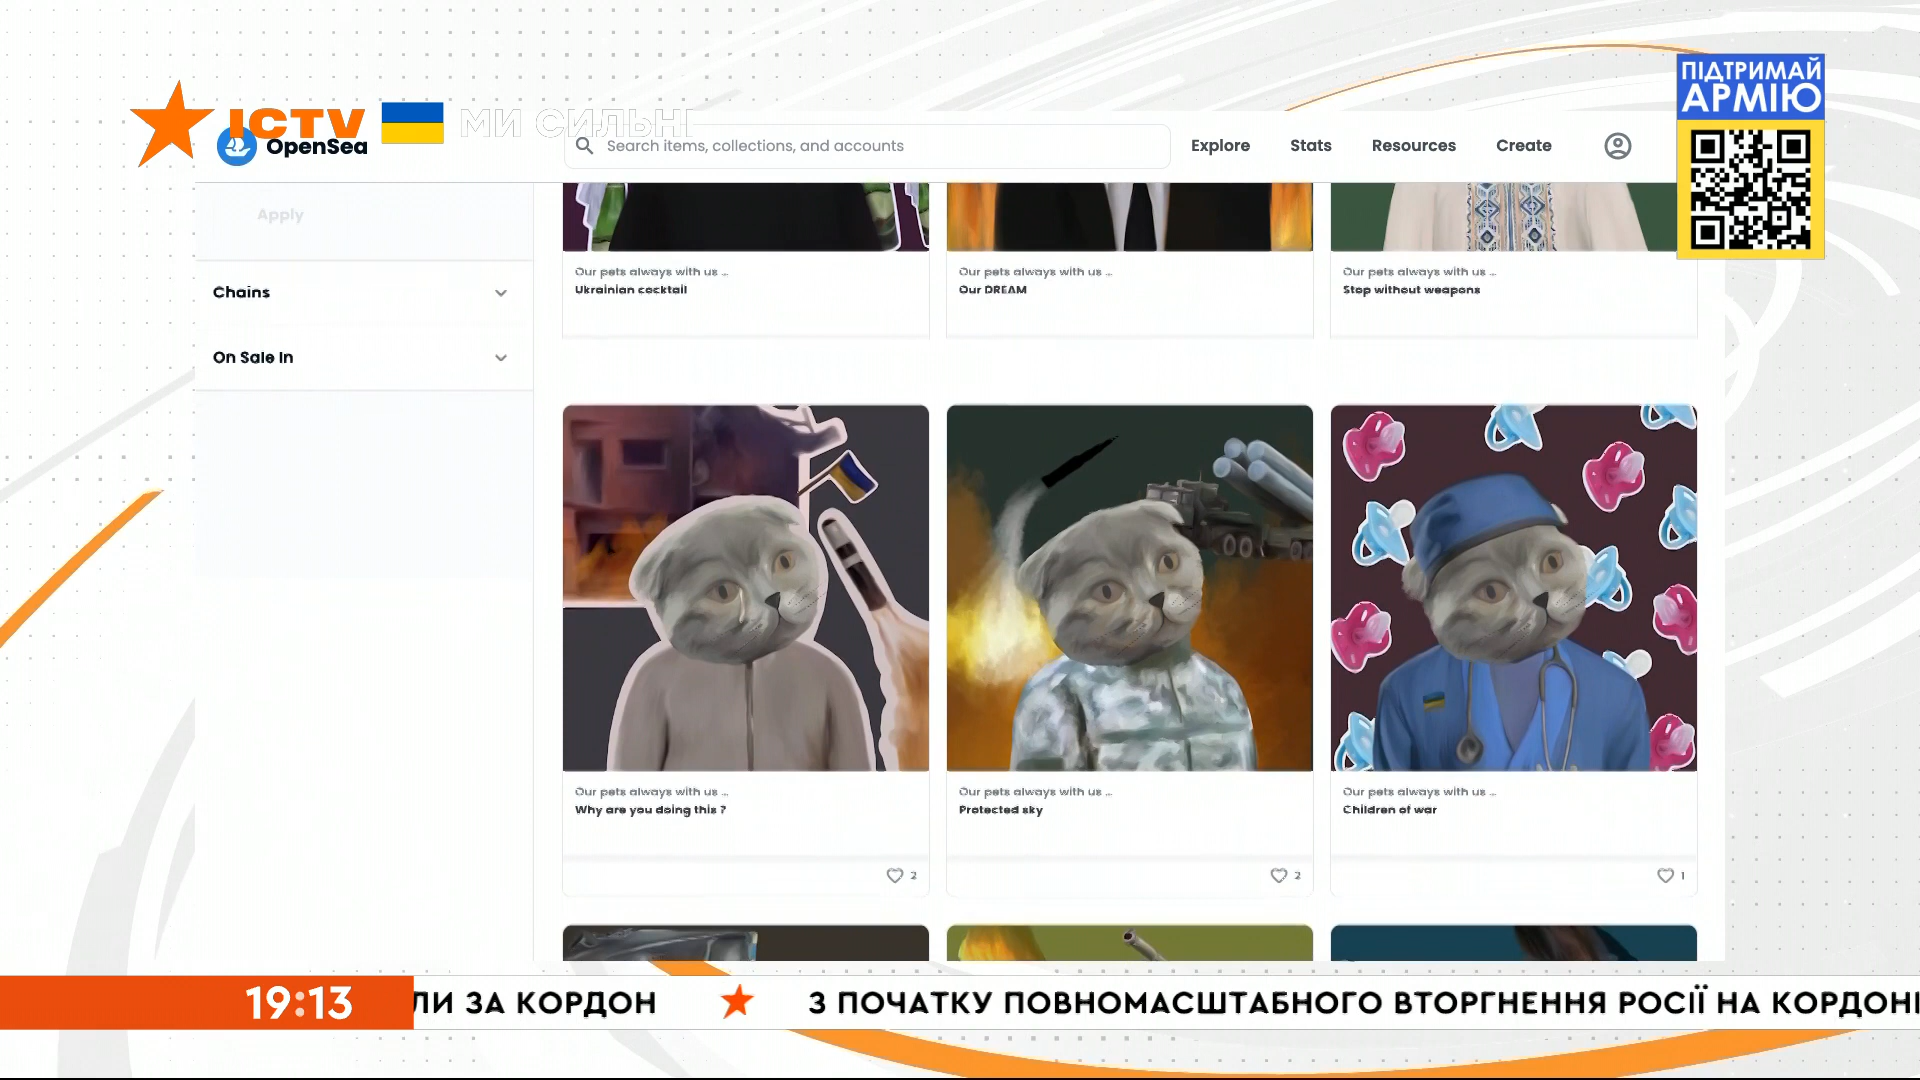 ПІДТРИМАЙ
АРМІЮ
ICTV
МИ СИЛЬНІ
OpenSea
Search items, collections, and accounts
Explore
Stats
Resources
Create
Apply
Chains
On Sale In
Our pets always with us ...
Ukrainian cocktail
Our pets always with us ...
Our DREAM
Our pets always with us ...
Stop without weapons
Our pets always with us ...
Why are you doing this ?
2
Our pets always with us ...
Protected sky
2
Our pets always with us ...
Children of war
1
19:13
ЛИ ЗА КОРДОН
З ПОЧАТКУ ПОВНОМАСШТАБНОГО ВТОРГНЕННЯ РОСІЇ НА КОРДОНІ